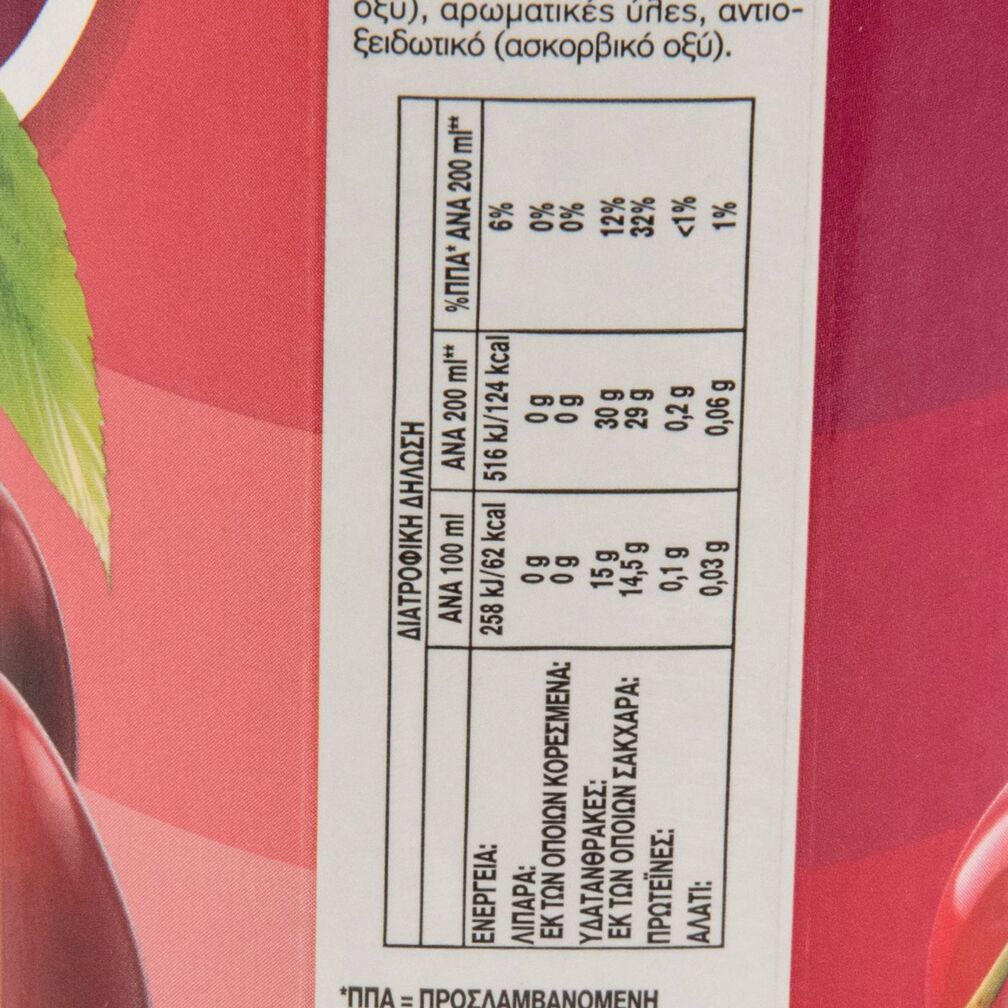 οξύ), αρωματικές ύλες, αντιο-
ξειδωτικό (ασκορβικό οξύ).
ΔΙΑΤΡΟΦΙΚΗ ΔΗΛΩΣΗ
ΑΝΑ 100 ml ΑΝΑ 200 ml** %ΠΠΑ* ΑΝΑ 200 ml**
ΕΝΕΡΓΕΙΑ: 258 kJ/62 kcal 516 kJ/124 kcal 6%
ΛΙΠΑΡΑ: 0 g 0 g 0%
ΕΚ ΤΩΝ ΟΠΟΙΩΝ ΚΟΡΕΣΜΕΝΑ: 0 g 0 g 0%
ΥΔΑΤΑΝΘΡΑΚΕΣ: 15 g 30 g 12%
ΕΚ ΤΩΝ ΟΠΟΙΩΝ ΣΑΚΧΑΡΑ: 14,5 g 29 g 32%
ΠΡΩΤΕΪΝΕΣ: 0,1 g 0,2 g <1%
ΑΛΑΤΙ: 0,03 g 0,06 g 1%
*ΠΠΑ = ΠΡΟΣΛΑΜΒΑΝΟΜΕΝΗ